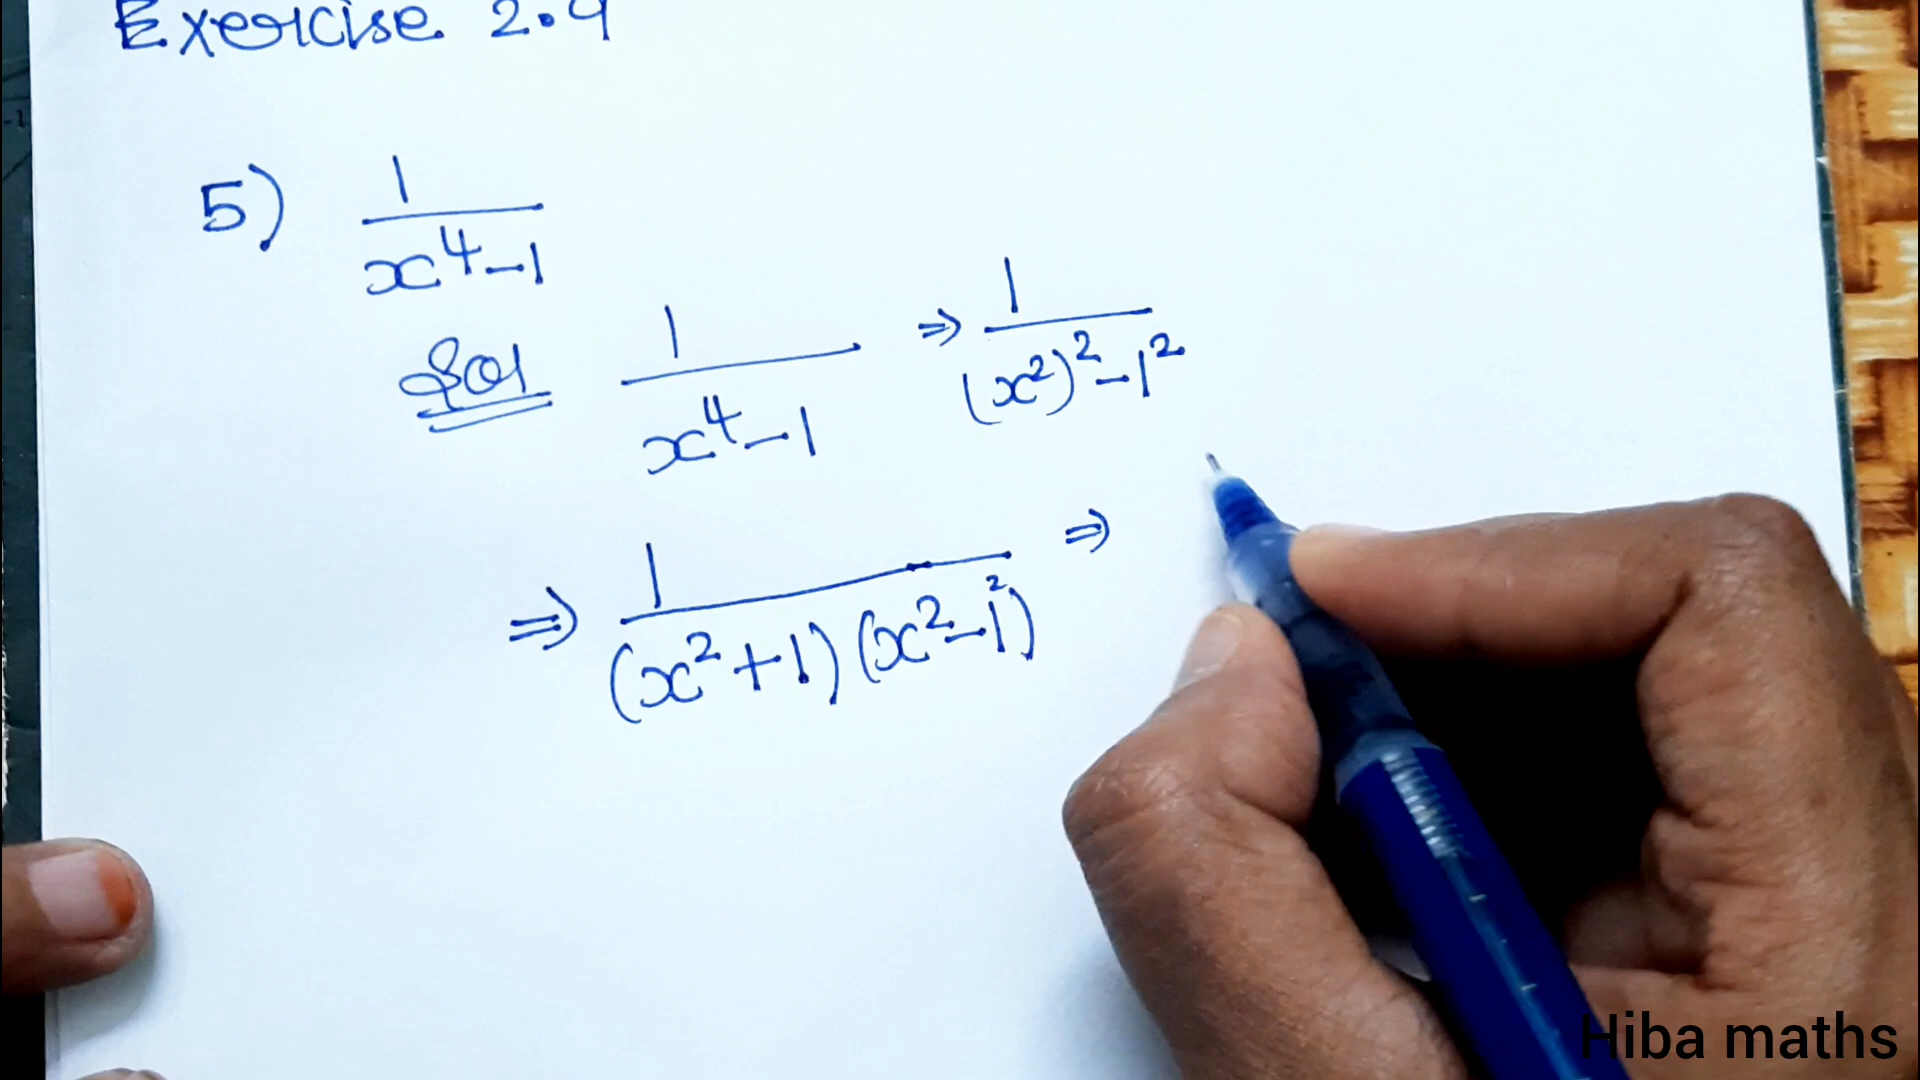 Exercise 2.9
5) 1/(x⁴-1)
Sol 1/(x⁴-1) ⇒ 1/((x²)²-1²)
⇒ 1/((x²+1)(x²-1²)) ⇒
Hiba maths